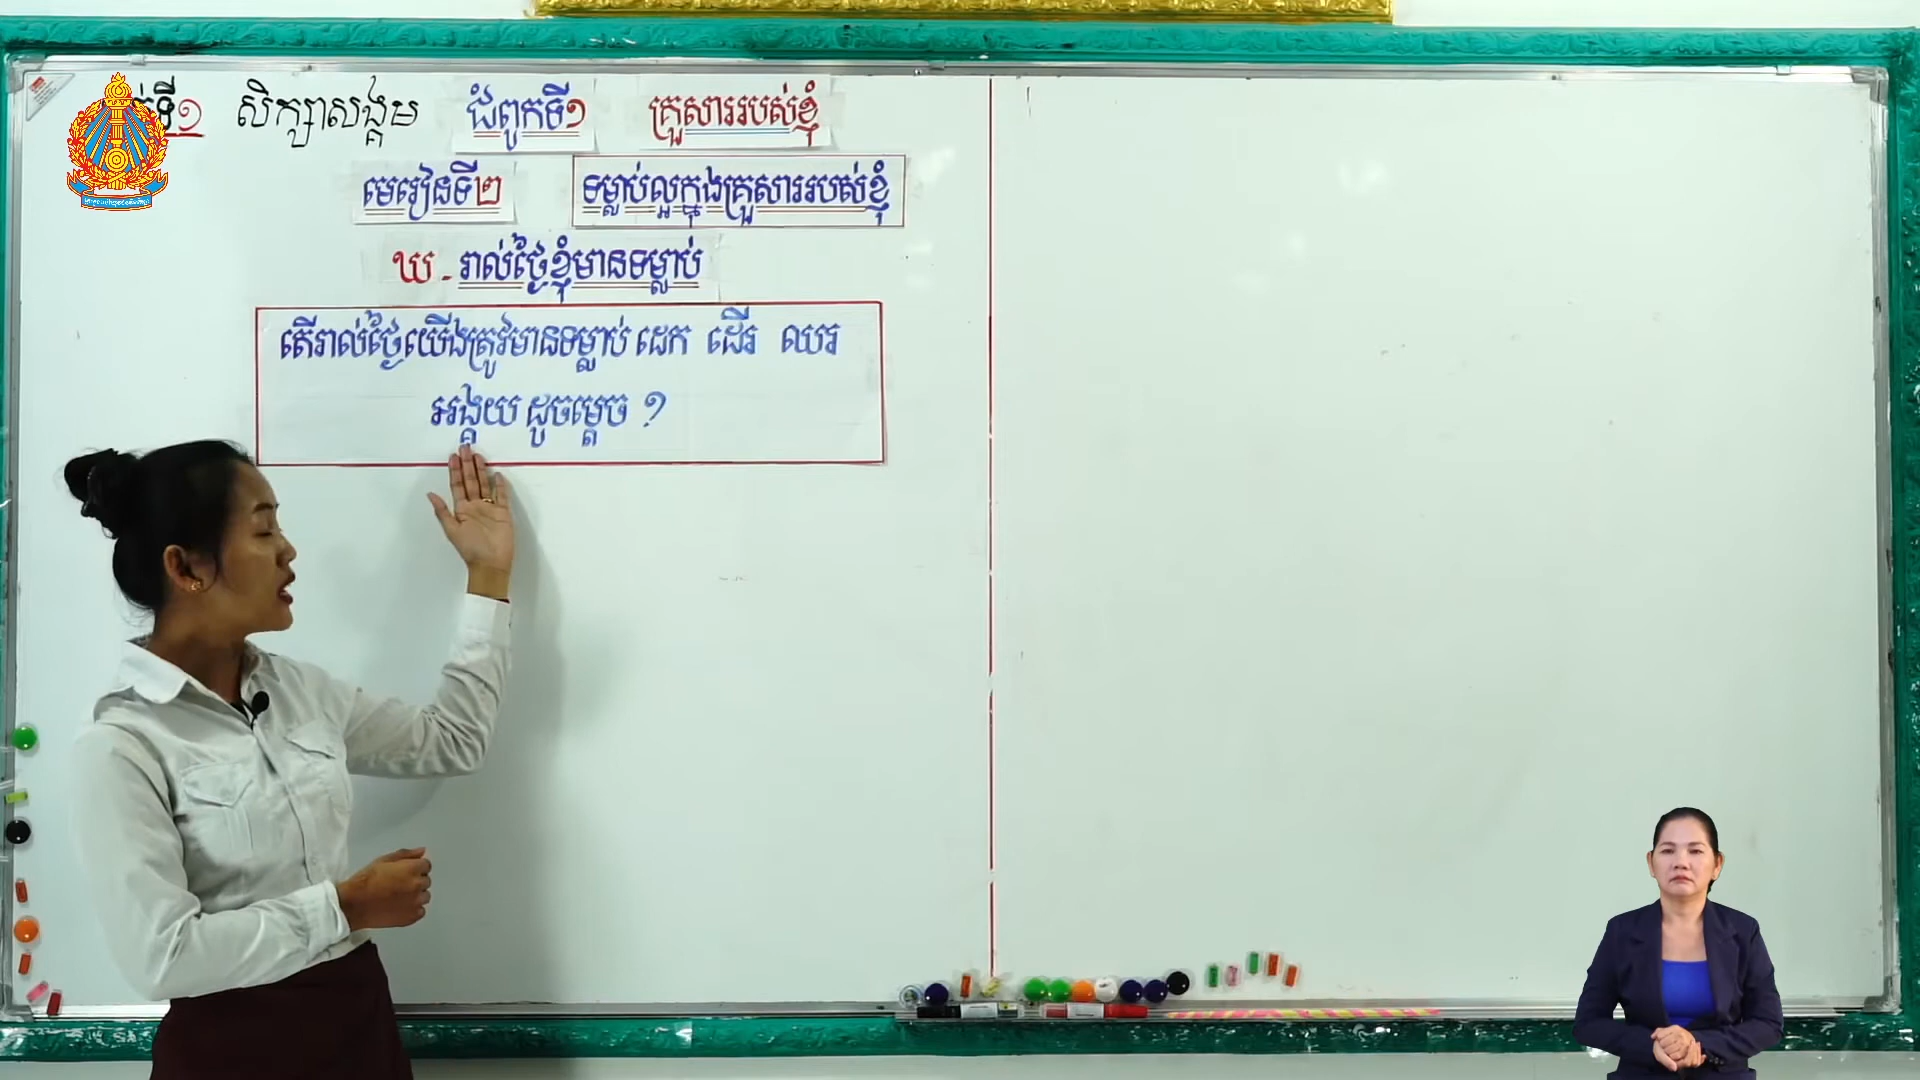 ទី១ សិក្សាសង្គម ជំពូកទី១ គ្រួសាររបស់ខ្ញុំ
មេរៀនទី២ ទម្លាប់ល្អក្នុងគ្រួសាររបស់ខ្ញុំ
ឃ - រាល់ថ្ងៃខ្ញុំមានទម្លាប់
តើរាល់ថ្ងៃយើងត្រូវមានទម្លាប់ ដេក ដើរ ឈរ
អង្គុយ ដូចម្តេច ?